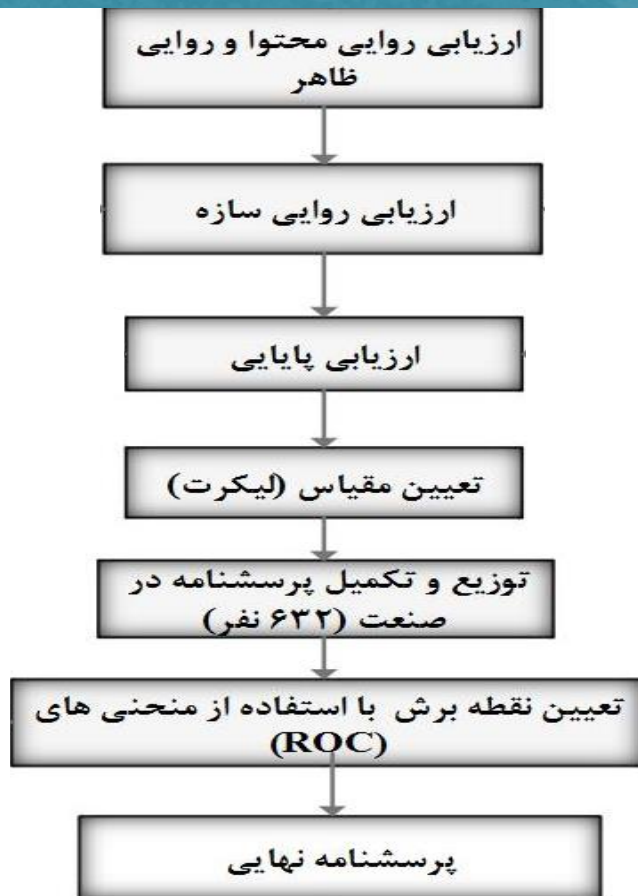 ارزیابی روایی محتوا و روایی
ظاهر
ارزیابی روایی سازه
ارزیابی پایایی
تعیین مقیاس (لیکرت)
توزیع و تکمیل پرسشنامه در
صنعت (۶۳۲ نفر)
تعیین نقطه برش با استفاده از منحنی های
(ROC)
پرسشنامه نهایی